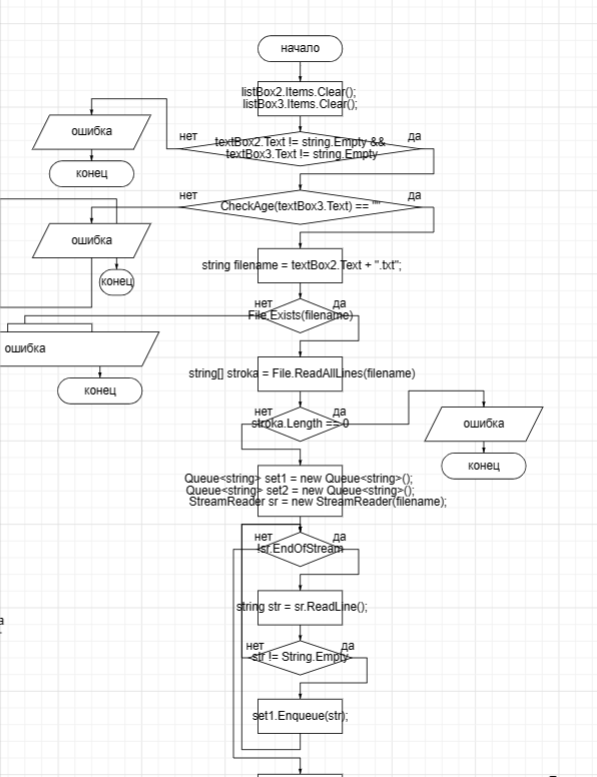 начало
listBox2.Items.Clear();
listBox3.Items.Clear();
нет
да
textBox2.Text != string.Empty &&
textBox3.Text != string.Empty
ошибка
конец
нет
да
CheckAge(textBox3.Text) == ""
ошибка
конец
string filename = textBox2.Text + ".txt";
нет
да
File.Exists(filename)
ошибка
конец
string[] stroka = File.ReadAllLines(filename)
нет
да
stroka.Length == 0
ошибка
конец
Queue<string> set1 = new Queue<string>();
Queue<string> set2 = new Queue<string>();
StreamReader sr = new StreamReader(filename);
нет
да
!sr.EndOfStream
string str = sr.ReadLine();
нет
да
str != String.Empty
set1.Enqueue(str);